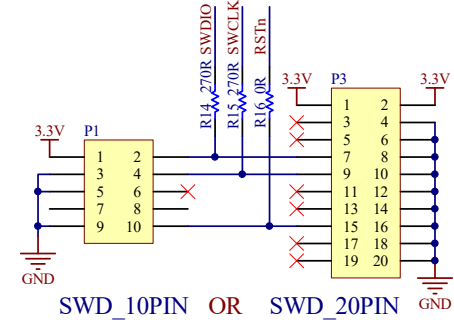 SWDIO
SWCLK
RSTn
R14 270R
R15 270R
R16 0R
3.3V P3 3.3V
1 2
3 4
5 6
7 8
9 10
11 12
13 14
15 16
17 18
19 20
GND
3.3V P1
1 2
3 4
5 6
7 8
9 10
GND
SWD_10PIN OR SWD_20PIN